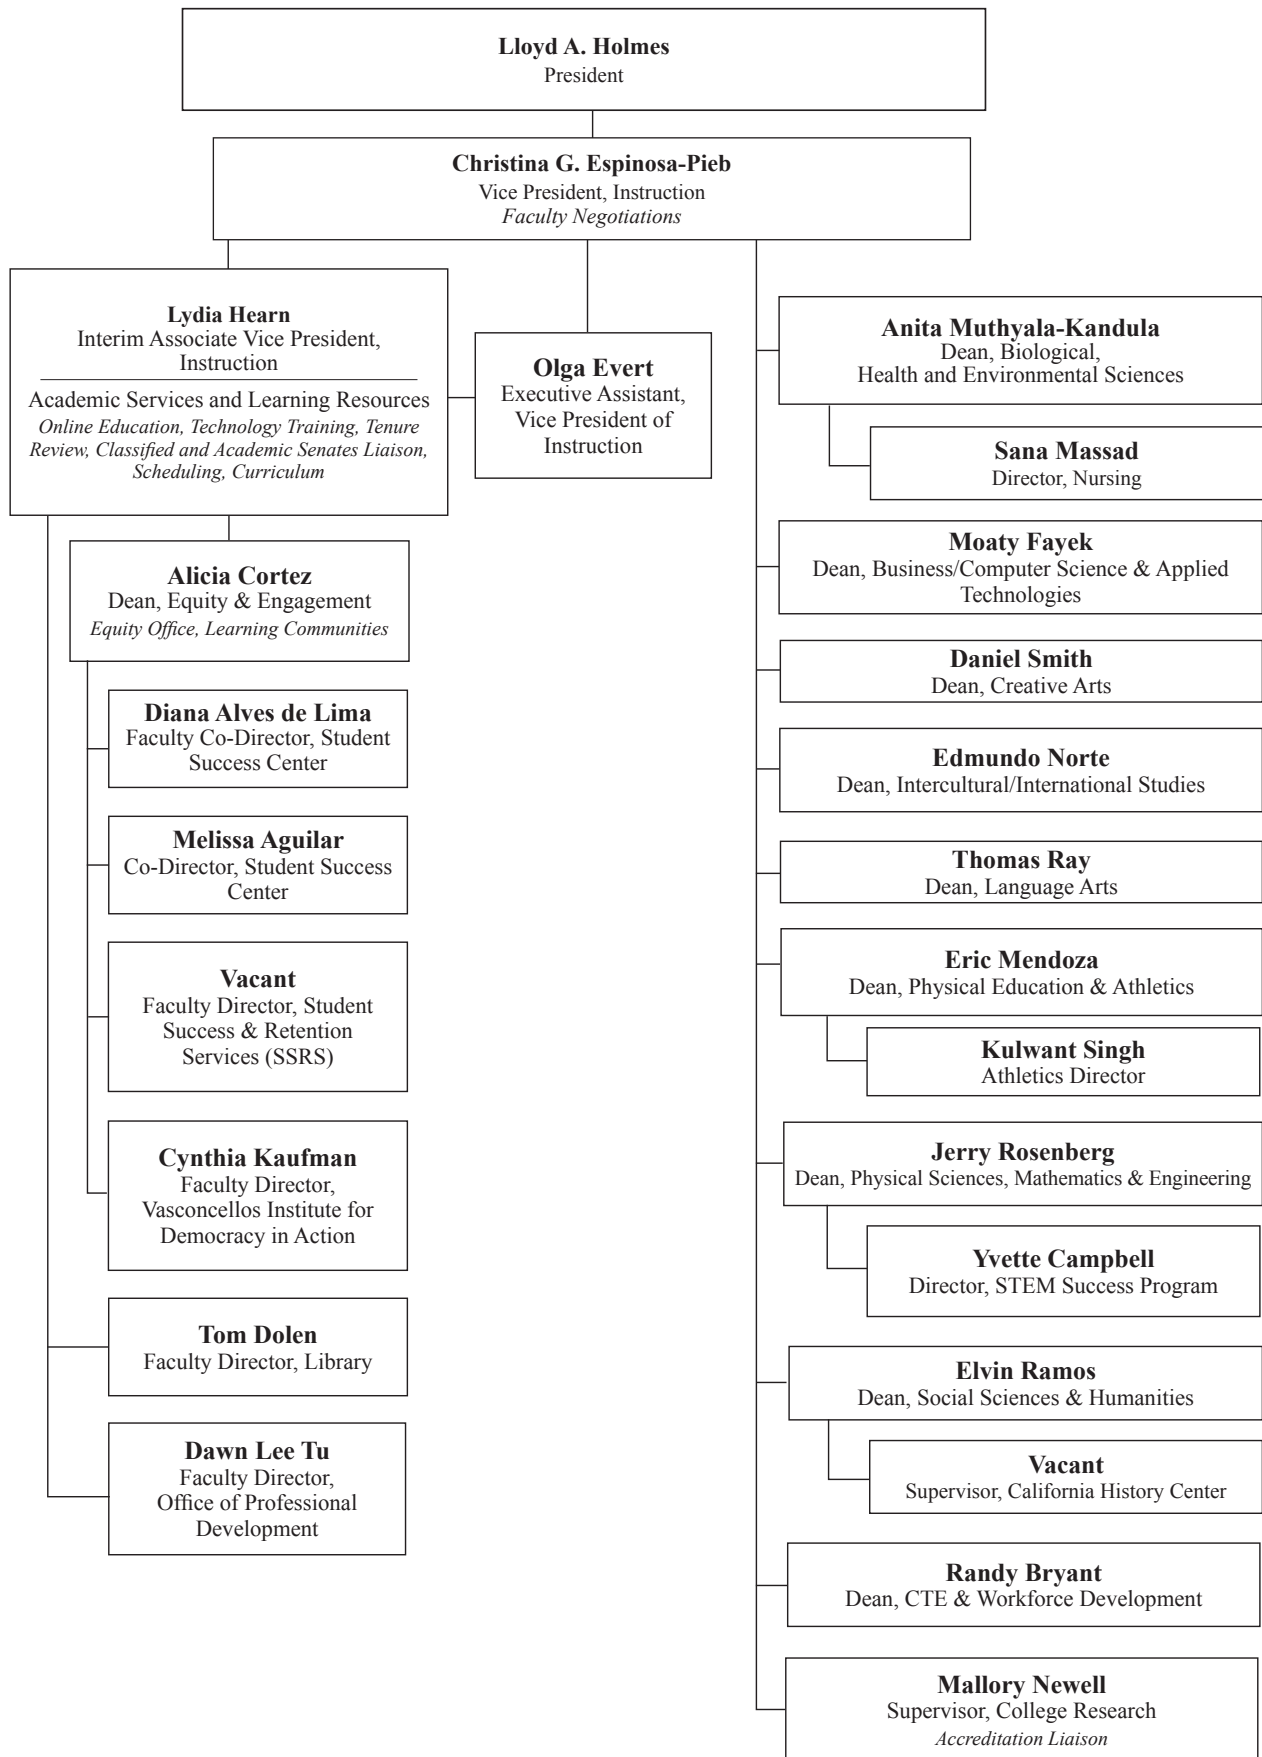 Lloyd A. Holmes
President
Christina G. Espinosa-Pieb
Vice President, Instruction
Faculty Negotiations
Lydia Hearn
Interim Associate Vice President,
Instruction
Academic Services and Learning Resources
Online Education, Technology Training, Tenure
Review, Classified and Academic Senates Liaison,
Scheduling, Curriculum
Olga Evert
Executive Assistant,
Vice President of
Instruction
Alicia Cortez
Dean, Equity & Engagement
Equity Office, Learning Communities
Diana Alves de Lima
Faculty Co-Director, Student
Success Center
Melissa Aguilar
Co-Director, Student Success
Center
Vacant
Faculty Director, Student
Success & Retention
Services (SSRS)
Cynthia Kaufman
Faculty Director,
Vasconcellos Institute for
Democracy in Action
Tom Dolen
Faculty Director, Library
Dawn Lee Tu
Faculty Director,
Office of Professional
Development
Anita Muthyala-Kandula
Dean, Biological,
Health and Environmental Sciences
Sana Massad
Director, Nursing
Moaty Fayek
Dean, Business/Computer Science & Applied
Technologies
Daniel Smith
Dean, Creative Arts
Edmundo Norte
Dean, Intercultural/International Studies
Thomas Ray
Dean, Language Arts
Eric Mendoza
Dean, Physical Education & Athletics
Kulwant Singh
Athletics Director
Jerry Rosenberg
Dean, Physical Sciences, Mathematics & Engineering
Yvette Campbell
Director, STEM Success Program
Elvin Ramos
Dean, Social Sciences & Humanities
Vacant
Supervisor, California History Center
Randy Bryant
Dean, CTE & Workforce Development
Mallory Newell
Supervisor, College Research
Accreditation Liaison